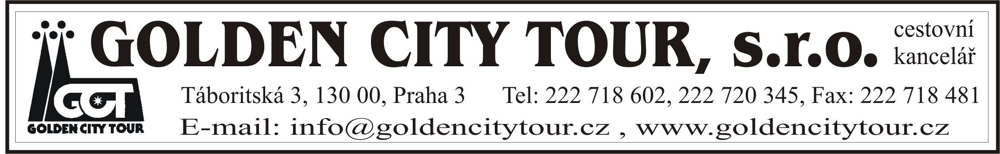 GOLDEN CITY TOUR, s.r.o.
cestovní
kancelář
GCT
GOLDEN CITY TOUR
Táboritská 3, 130 00, Praha 3 Tel: 222 718 602, 222 720 345, Fax: 222 718 481
E-mail: info@goldencitytour.cz , www.goldencitytour.cz